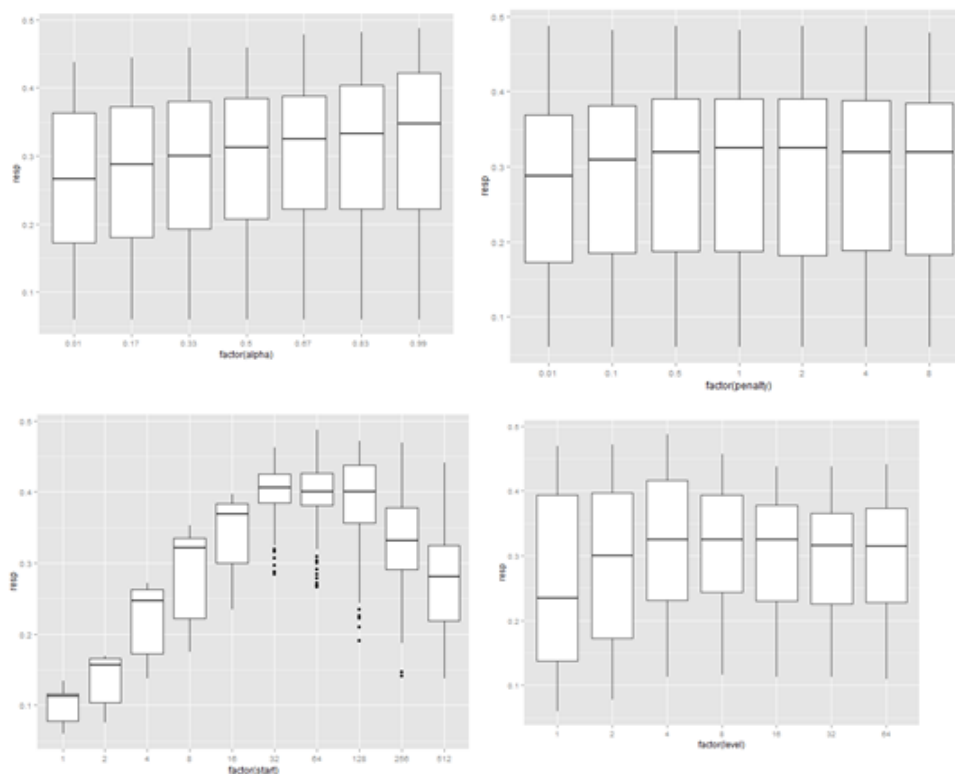 0.5
0.4
0.3
0.2
0.1
resp
0.01 0.17 0.33 0.5 0.67 0.83 0.99
factor(alpha)
0.5
0.4
0.3
0.2
0.1
resp
0.01 0.1 0.5 1 2 4 8
factor(penalty)
0.5
0.4
0.3
0.2
0.1
resp
1 2 4 8 16 32 64 128 256 512
factor(start)
0.5
0.4
0.3
0.2
0.1
resp
1 2 4 8 16 32 64
factor(level)